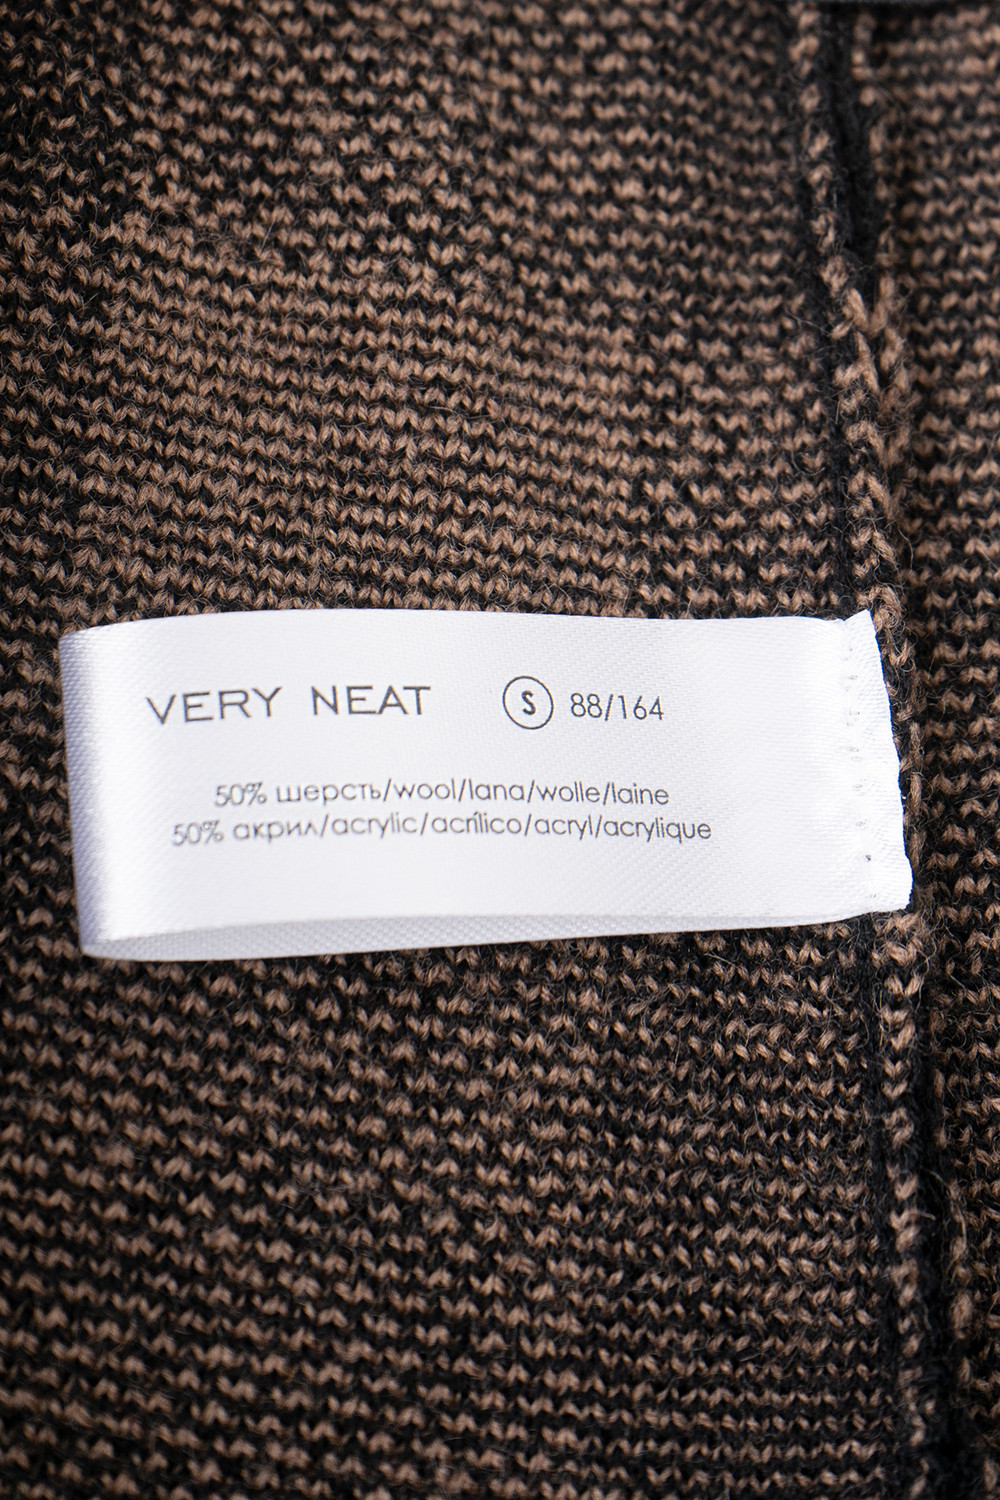 VERY NEAT S 88/164
50% шерсть/wool/lana/wolle/laine
50% акрил/acrylic/acrílico/acryl/acrylique